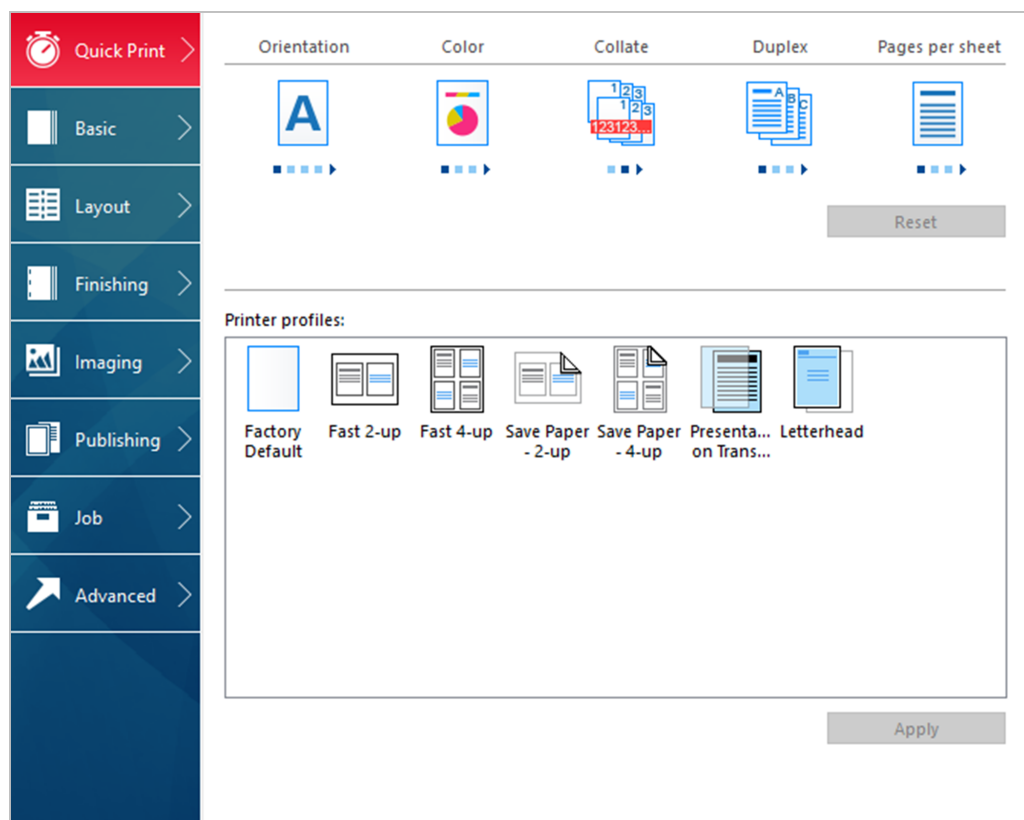 Quick Print
Basic
Layout
Finishing
Imaging
Publishing
Job
Advanced
Orientation Color Collate Duplex Pages per sheet
A
1 2 3
1 2 3
123123...
A B C
Reset
Printer profiles:
Factory Default
Fast 2-up
Fast 4-up
Save Paper - 2-up
Save Paper - 4-up
Presenta... on Trans...
Letterhead
Apply